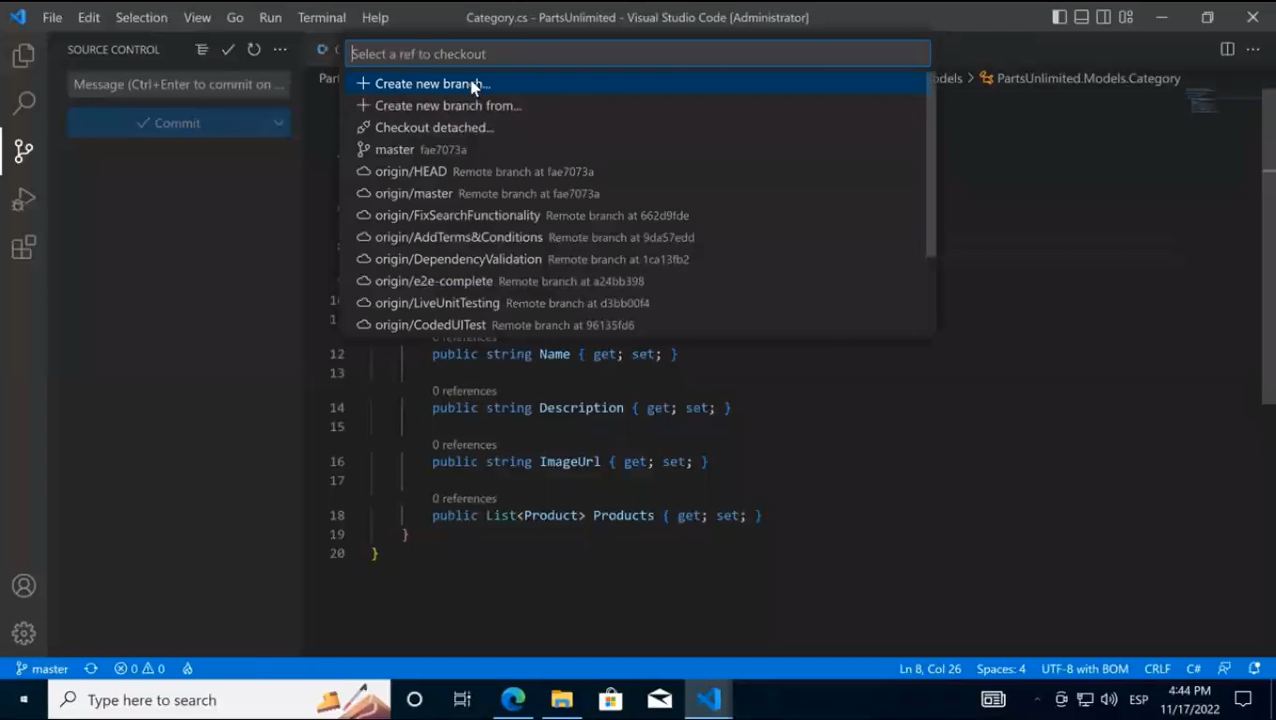 File Edit Selection View Go Run Terminal Help Category.cs - PartsUnlimited - Visual Studio Code [Administrator]
SOURCE CONTROL
Message (Ctrl+Enter to commit on ...
Commit
Select a ref to checkout
Create new branch...
Create new branch from...
Checkout detached...
master fae7073a
origin/HEAD Remote branch at fae7073a
origin/master Remote branch at fae7073a
origin/FixSearchFunctionality Remote branch at 662d9fde
origin/AddTerms&Conditions Remote branch at 9da57edd
origin/DependencyValidation Remote branch at 1ca13fb2
origin/e2e-complete Remote branch at a24bb398
origin/LiveUnitTesting Remote branch at d3bb00f4
origin/CodedUITest Remote branch at 96135fd6
PartsUnlimited.Models.Category
0 references
12 public string Name { get; set; }
13
0 references
14 public string Description { get; set; }
15
0 references
16 public string ImageUrl { get; set; }
17
0 references
18 public List<Product> Products { get; set; }
19 }
20 }
master 0 0 Ln 8, Col 26 Spaces: 4 UTF-8 with BOM CRLF C#
Type here to search ESP 4:44 PM
11/17/2022